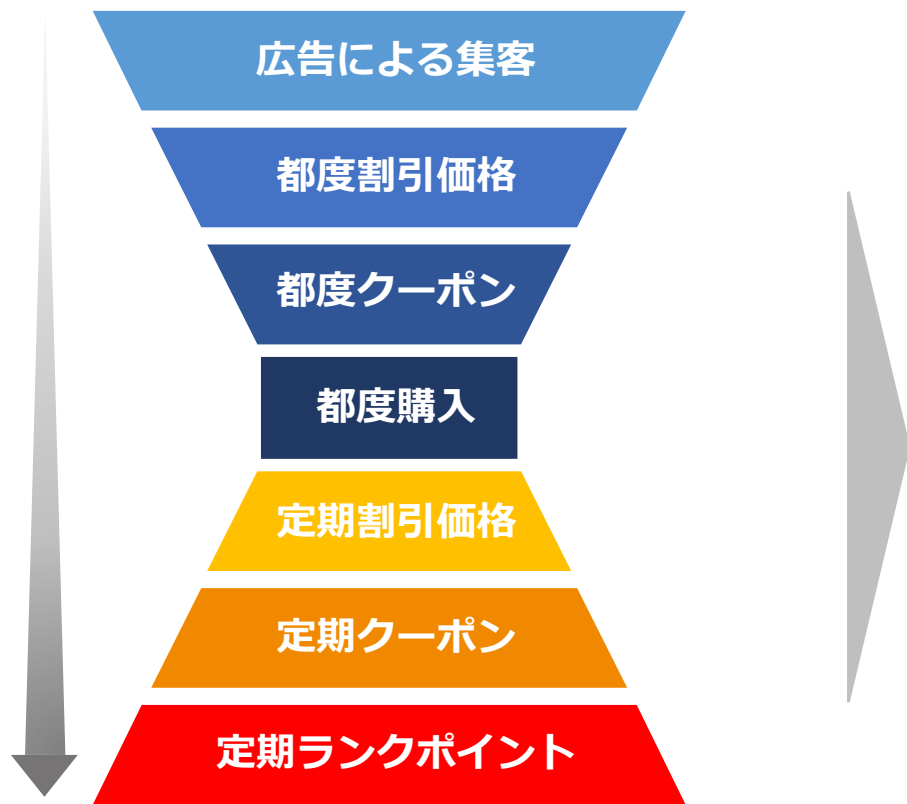 広告による集客
都度割引価格
都度クーポン
都度購入
定期割引価格
定期クーポン
定期ランクポイント